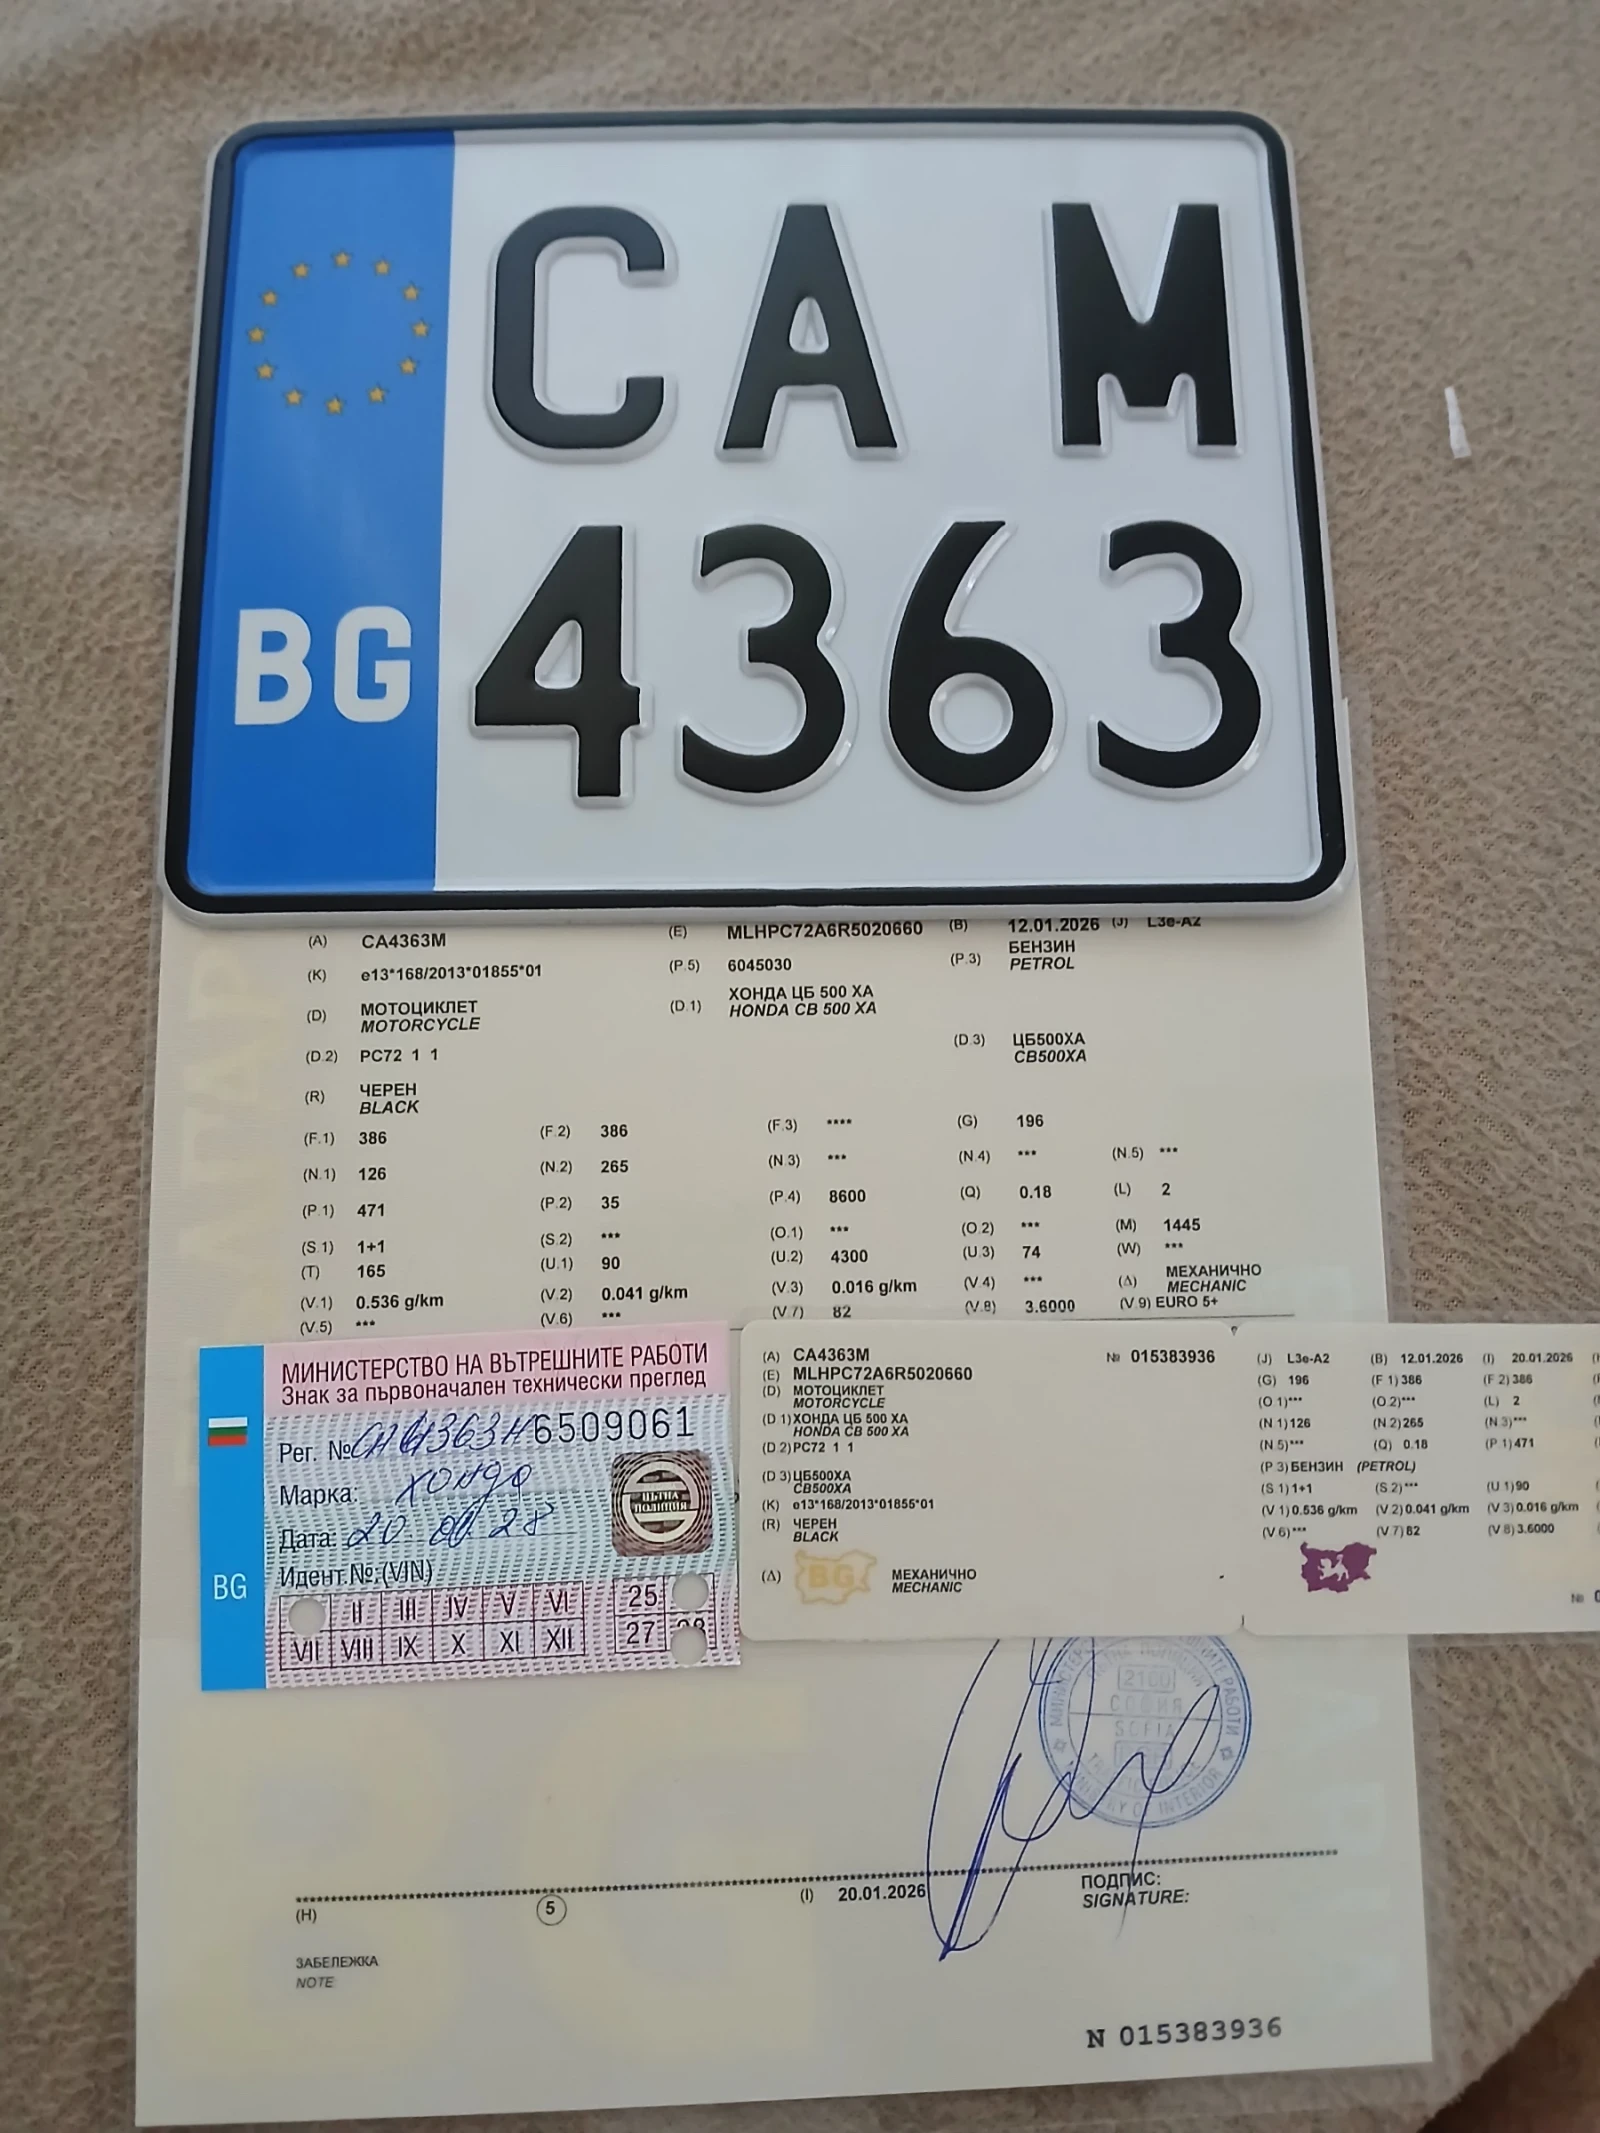 CA M
BG 4363
(A) CA4363M (E) MLHPC72A6R5020660 (B) 12.01.2026 (J) L3e-A2
(K) e13*168/2013*01855*01 (P.5) 6045030 (P.3) БЕНЗИН
PETROL
(D) МОТОЦИКЛЕТ (D.1) ХОНДА ЦБ 500 ХА
MOTORCYCLE HONDA CB 500 XA
(D.2) PC72 1 1 (D.3) ЦБ500ХА
CB500XA
(R) ЧЕРЕН
BLACK
(F.1) 386 (F.2) 386 (F.3) **** (G) 196
(N.1) 126 (N.2) 265 (N.3) *** (N.4) *** (N.5) ***
(P.1) 471 (P.2) 35 (P.4) 8600 (Q) 0.18 (L) 2
(S.1) 1+1 (S.2) *** (O.1) *** (O.2) *** (M) 1445
(T) 165 (U.1) 90 (U.2) 4300 (U.3) 74 (W) ***
(V.1) 0.536 g/km (V.2) 0.041 g/km (V.3) 0.016 g/km (V.4) *** (Δ) МЕХАНИЧНО
MECHANIC
(V.5) *** (V.6) *** (V.7) 82 (V.8) 3.6000 (V.9) EURO 5+
МИНИСТЕРСТВО НА ВЪТРЕШНИТЕ РАБОТИ
Знак за първоначален технически преглед
Рег. № 6509061
Марка: Хонда
Дата: 20
ПЪТНА
ПОЛИЦИЯ
Идент.№:(VIN)
BG
II III IV V VI 25
VII VIII IX X XI XII 27 28
(A) CA4363M № 015383936
(E) MLHPC72A6R5020660
(D) МОТОЦИКЛЕТ
MOTORCYCLE
(D.1) ХОНДА ЦБ 500 ХА
HONDA CB 500 XA
(D.2) PC72 1 1
(D.3) ЦБ500ХА
CB500XA
(K) e13*168/2013*01855*01
(R) ЧЕРЕН
BLACK
(Δ) BG МЕХАНИЧНО
MECHANIC
(J) L3e-A2 (B) 12.01.2026 (I) 20.01.2026
(G) 196 (F.1) 386 (F.2) 386
(O.1)*** (O.2)*** (L) 2
(N.1) 126 (N.2) 265 (N.3)***
(N.5)*** (Q) 0.18 (P.1) 471
(P.3) БЕНЗИН (PETROL)
(S.1) 1+1 (S.2)*** (U.1) 90
(V.1) 0.536 g/km (V.2) 0.041 g/km (V.3) 0.016 g/km
(V.6)*** (V.7) 82 (V.8) 3.6000
№
2100
СОФИЯ
SOFIA
MINISTRY OF INTERIOR
(H) 5 (I) 20.01.2026 ПОДПИС:
SIGNATURE:
ЗАБЕЛЕЖКА
NOTE
N 015383936